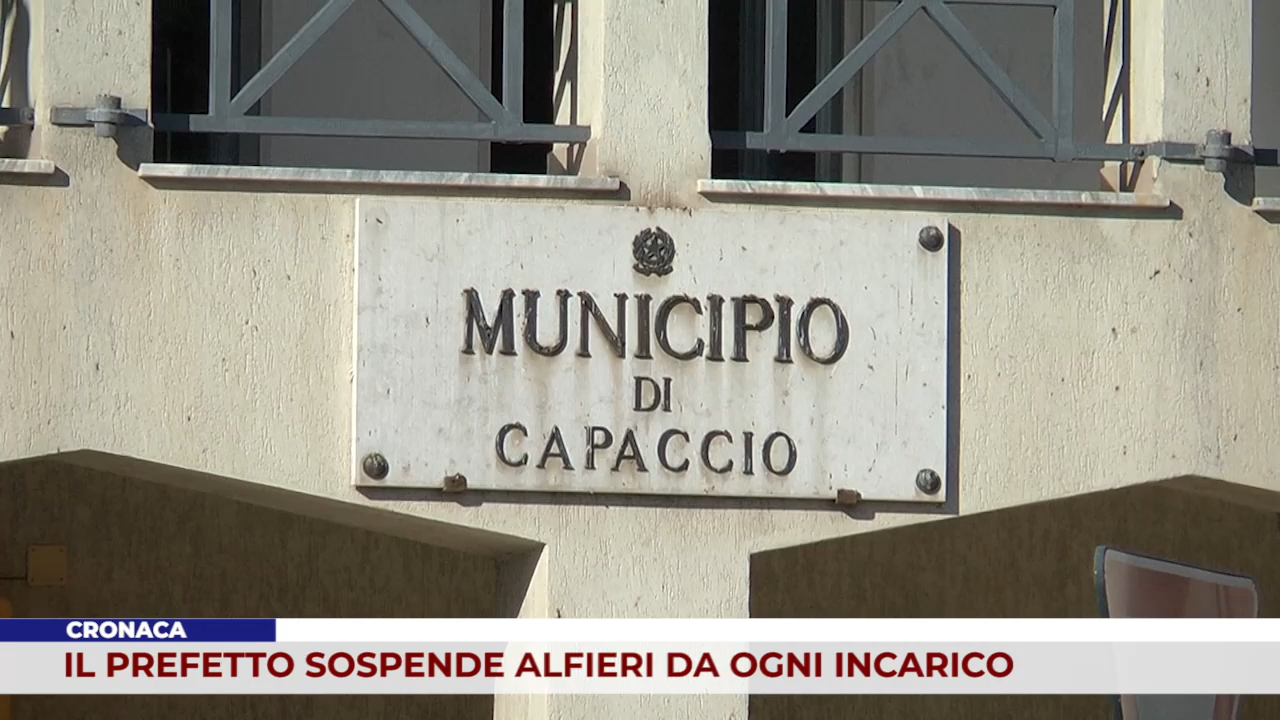 MUNICIPIO
DI
CAPACCIO
CRONACA
IL PREFETTO SOSPENDE ALFIERI DA OGNI INCARICO